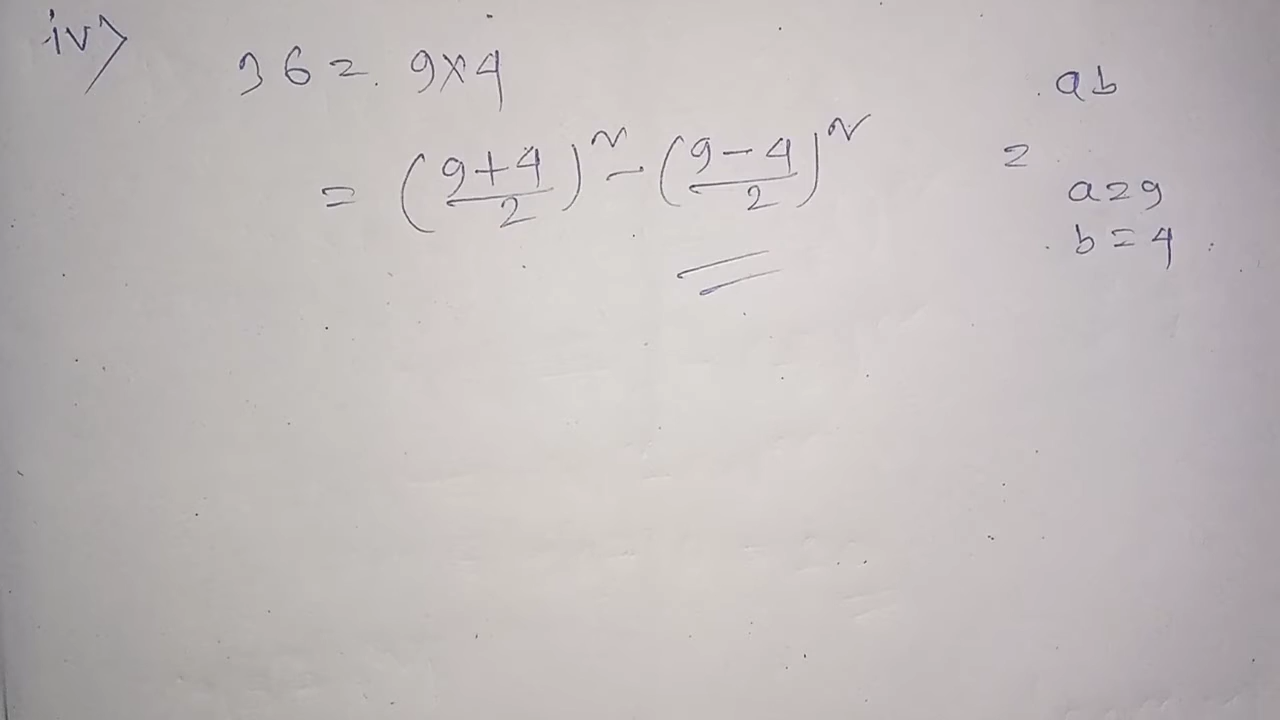 iv)
36 = 9×4
= (9+4/2)² - (9-4/2)²
ab
=
a=9
b=4